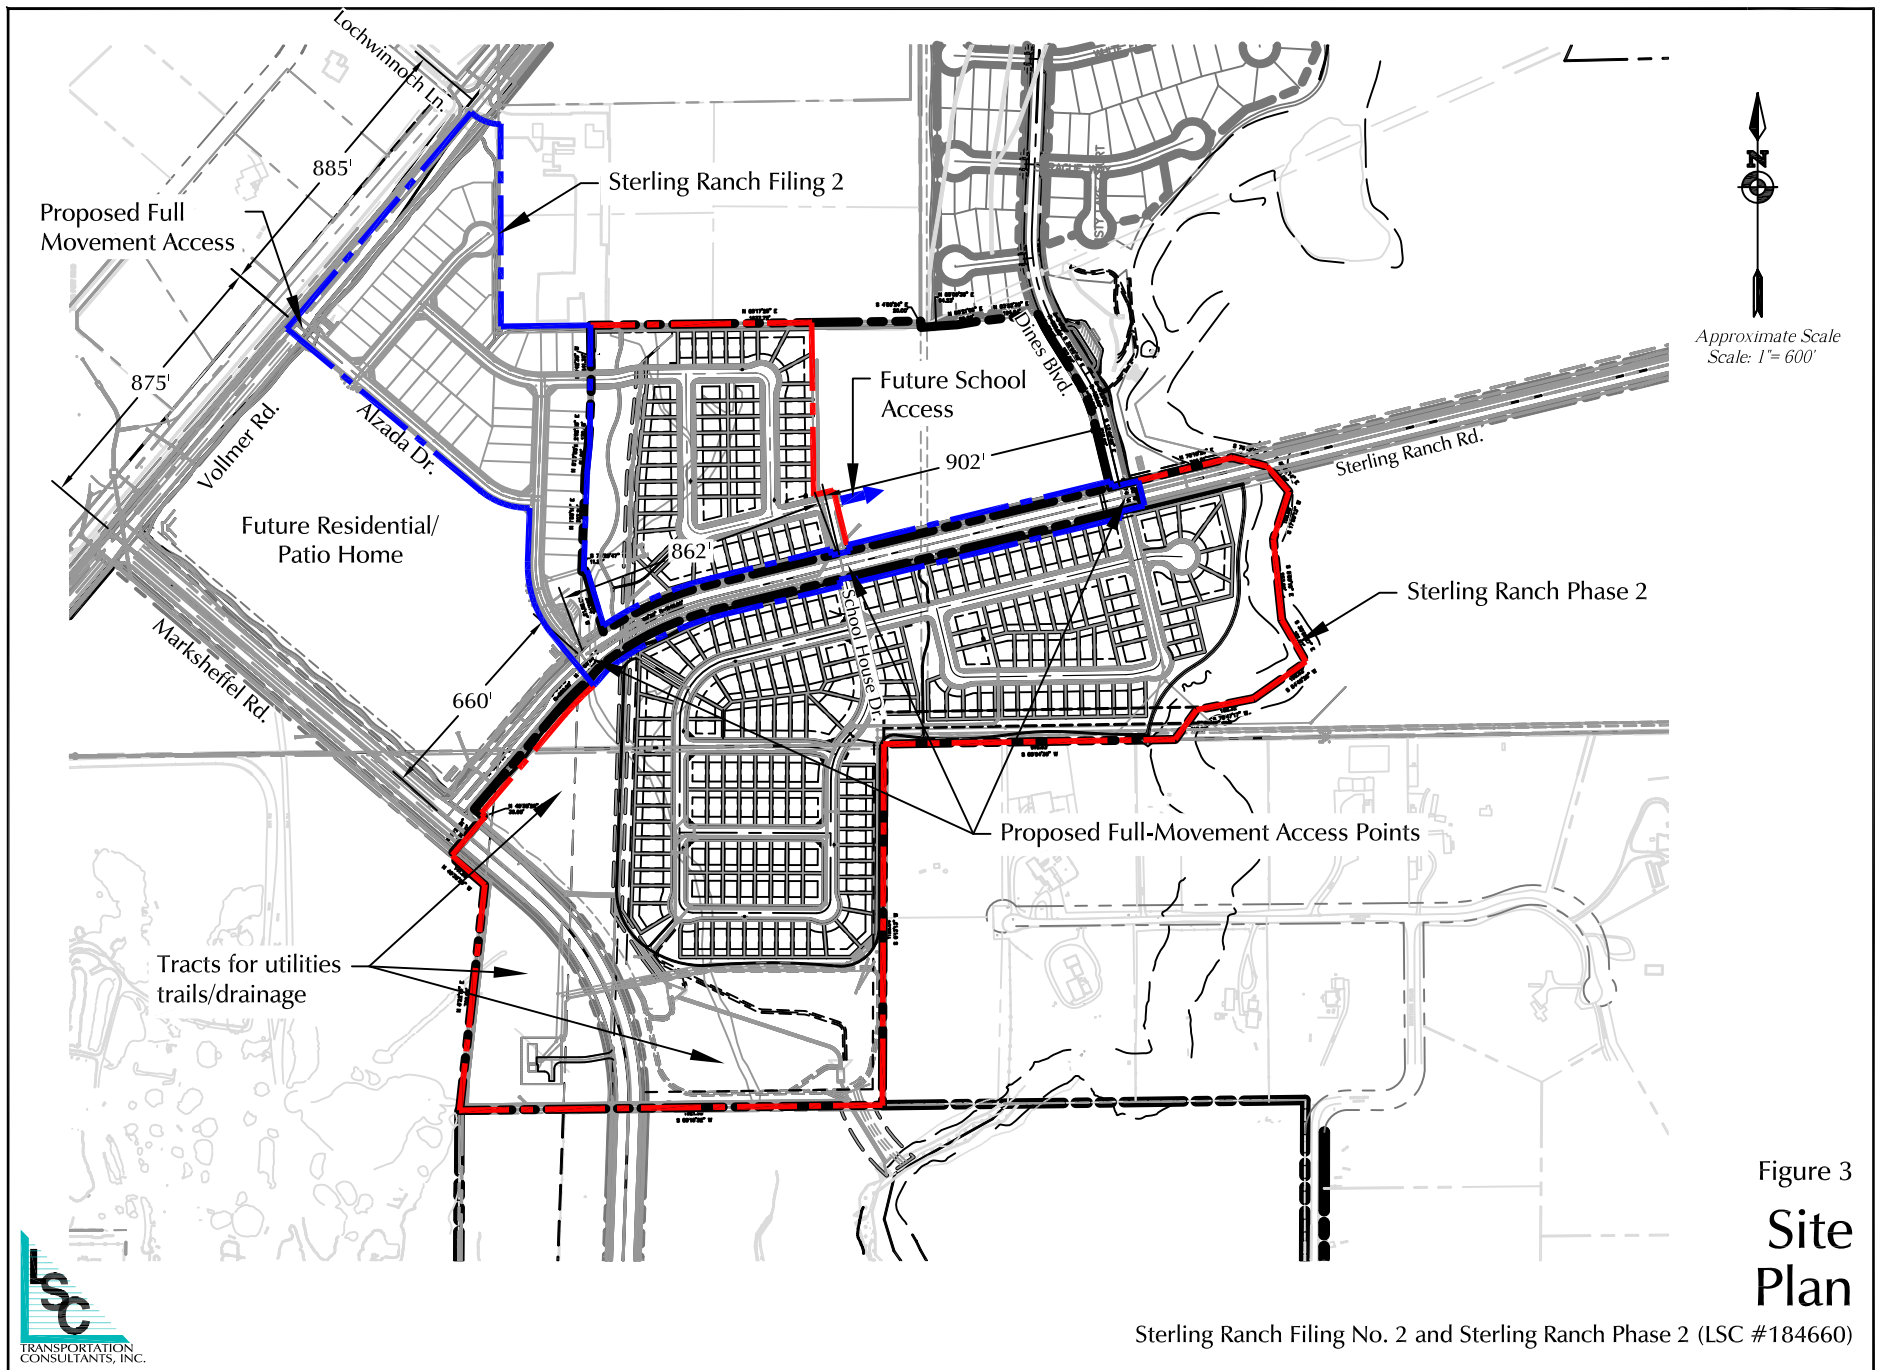 Lochwinnoch Ln.
885'
Sterling Ranch Filing 2
Proposed Full
Movement Access
N
Approximate Scale
Scale: 1"= 600'
875'
Vollmer Rd.
Alzada Dr.
Dines Blvd.
Future School
Access
902'
Sterling Ranch Rd.
Future Residential/
Patio Home
862'
Sterling Ranch Phase 2
School House Dr.
Marksheffel Rd.
660'
Proposed Full-Movement Access Points
Tracts for utilities
trails/drainage
Figure 3
Site
Plan
Sterling Ranch Filing No. 2 and Sterling Ranch Phase 2 (LSC #184660)
LSC
TRANSPORTATION
CONSULTANTS, INC.